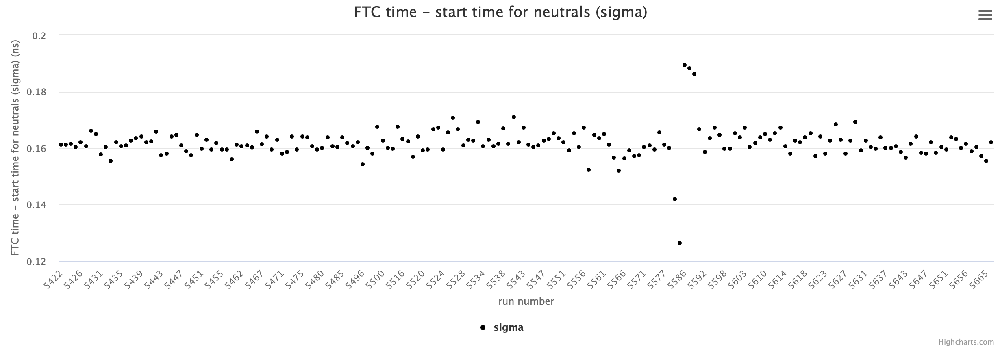 FTC time – start time for neutrals (sigma)
FTC time – start time for neutrals (sigma) (ns)
0.2
0.18
0.16
0.14
0.12
5422 5426 5431 5435 5439 5443 5447 5451 5455 5462 5467 5471 5475 5480 5485 5496 5500 5516 5520 5524 5528 5534 5538 5543 5547 5551 5556 5561 5566 5571 5577 5586 5592 5598 5603 5610 5614 5618 5623 5627 5631 5637 5643 5647 5651 5656 5665
run number
sigma
Highcharts.com